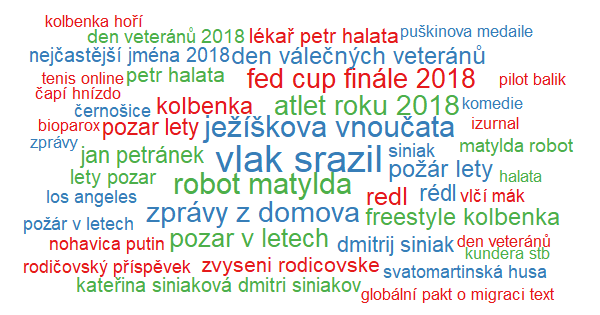 kolbenka hoří
den veteránů 2018 lékař petr halata puškinova medaile
nejčastější jména 2018 den válečných veteránů
tenis online petr halata fed cup finále 2018 pilot balik
čapí hnízdo
černošice kolbenka atlet roku 2018 komedie
bioparox pozar lety ježíškova vnoučata izurnal
zprávy jan petránek vlak srazil siniak matylda robot
lety pozar robot matylda požár lety halata
los angeles redl rédl vlčí mák
požár v letech zprávy z domova freestyle kolbenka
nohavica putin pozar v letech dmitrij siniak den veteránů
kundera stb
rodičovský příspěvek zvyseni rodicovske svatomartinská husa
kateřina siniaková dmitri siniakov globální pakt o migraci text